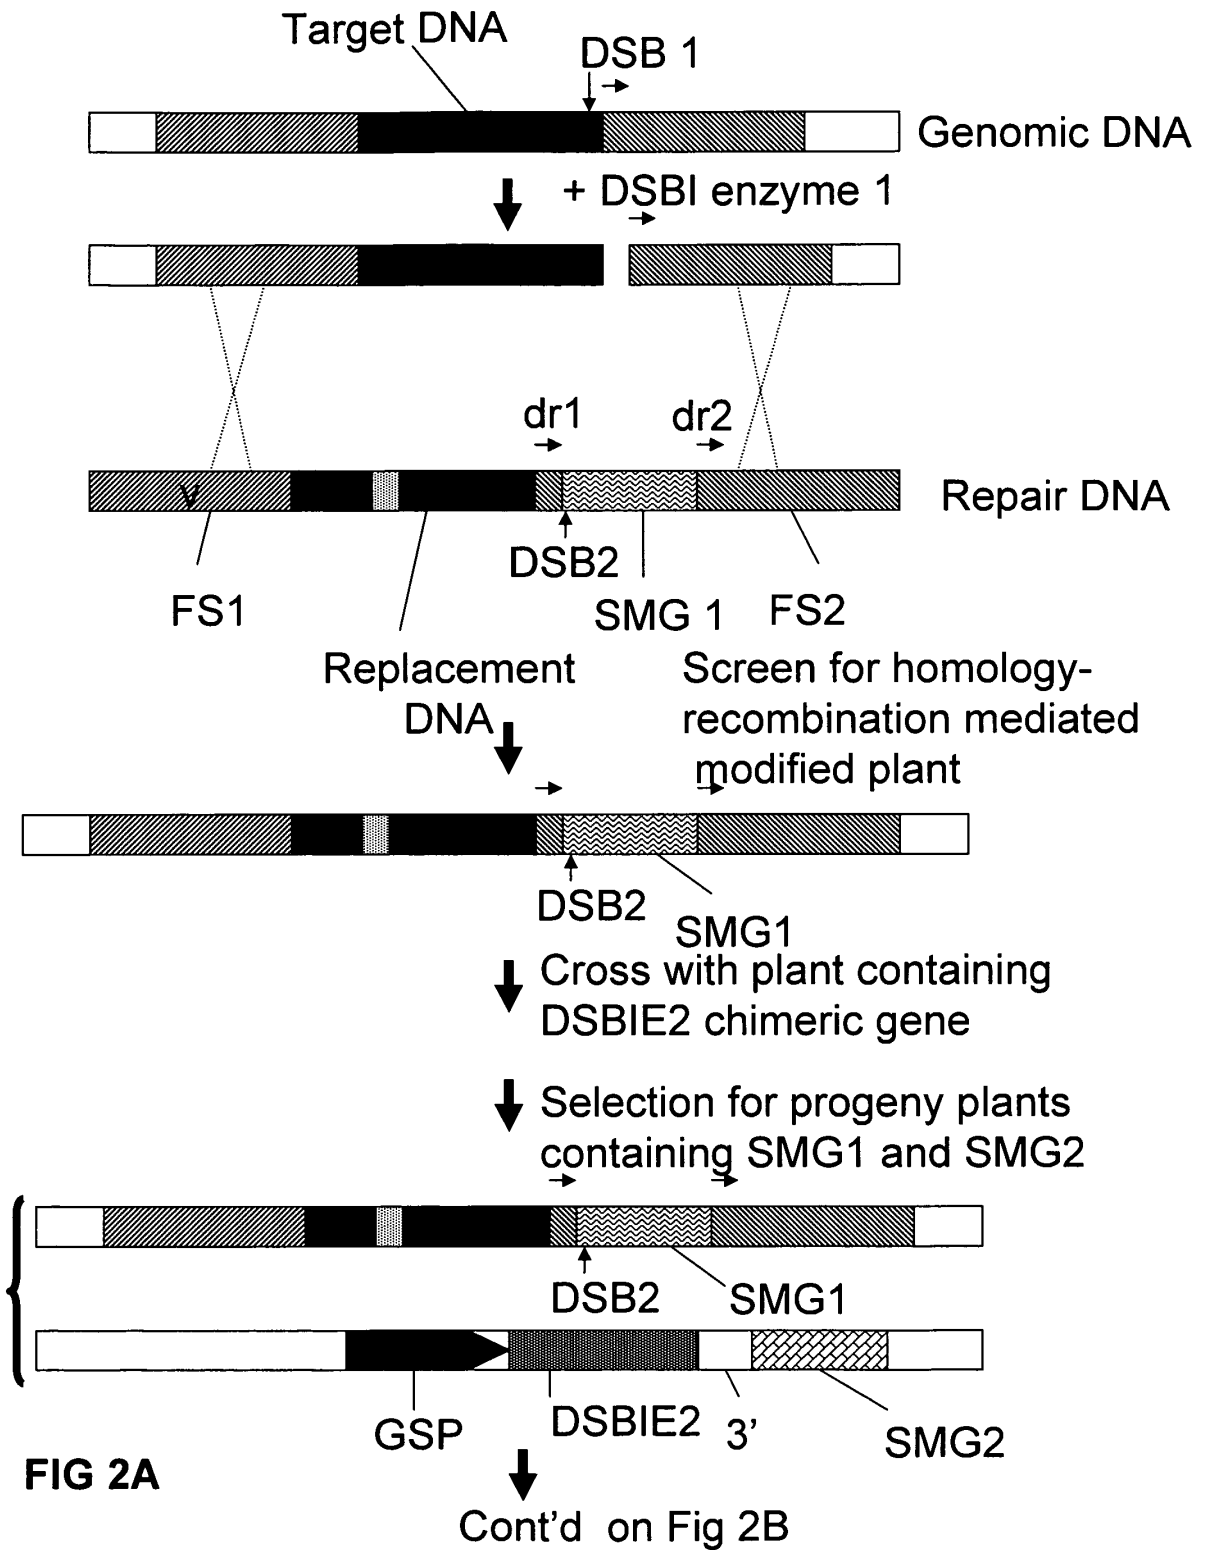 Target DNA
DSB 1
Genomic DNA
+ DSBI enzyme 1
dr1
dr2
v
Repair DNA
DSB2
FS1
SMG 1
FS2
Replacement
DNA
Screen for homology-
recombination mediated
modified plant
DSB2
SMG1
Cross with plant containing
DSBIE2 chimeric gene
Selection for progeny plants
containing SMG1 and SMG2
DSB2
SMG1
GSP
DSBIE2
3'
SMG2
FIG 2A
Cont'd on Fig 2B